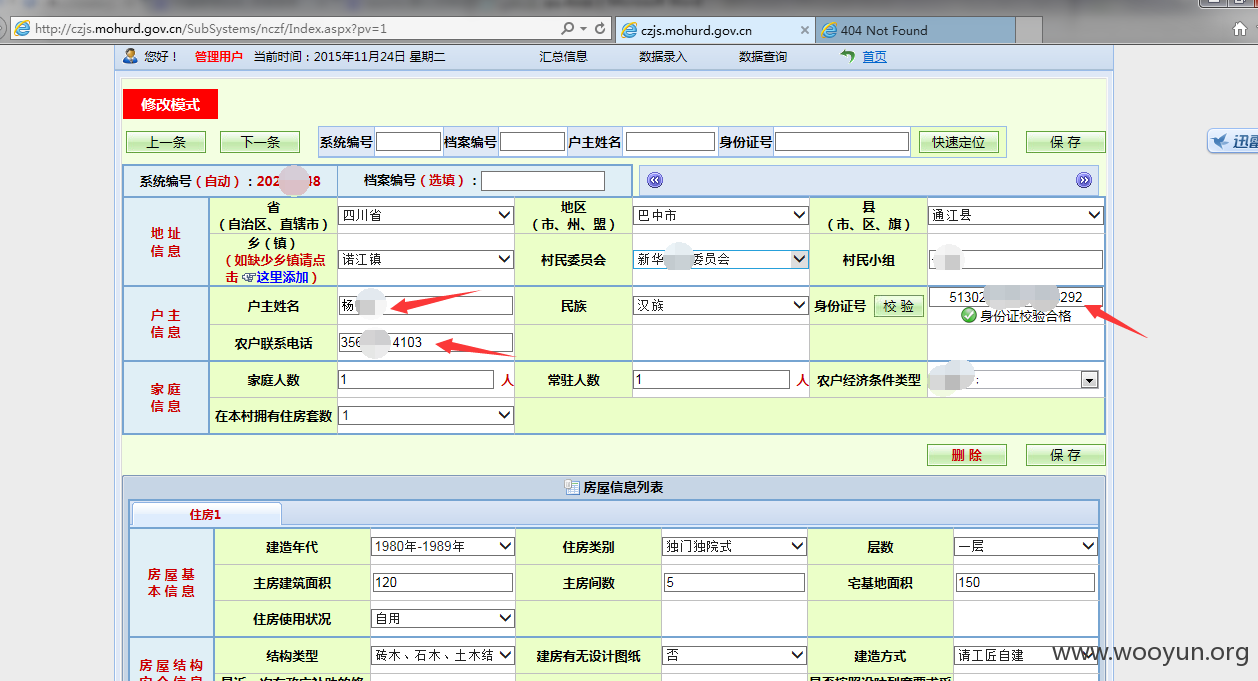 http://czjs.mohurd.gov.cn/SubSystems/nczf/Index.aspx?pv=1
czjs.mohurd.gov.cn
404 Not Found
您好！ 管理用户 当前时间：2015年11月24日 星期二 汇总信息 数据录入 数据查询 首页
修改模式
上一条 下一条 系统编号 档案编号 户主姓名 身份证号 快速定位 保 存
迅雷
系统编号（自动）：202 8 档案编号（选填）：
地 址
信 息
省
（自治区、直辖市） 四川省 地区
（市、州、盟） 巴中市 县
（市、区、旗） 通江县
乡（镇）
（如缺少乡镇请点
击☞这里添加） 诺江镇 村民委员会 新华 委员会 村民小组
户 主
信 息
户主姓名 杨 民族 汉族 身份证号 校 验 51302 292
身份证校验合格
农户联系电话 356 4103
家 庭
信 息
家庭人数 1 人 常驻人数 1 人 农户经济条件类型
在本村拥有住房套数 1
删 除 保 存
房屋信息列表
住房1
房 屋 基
本 信 息
建造年代 1980年-1989年 住房类别 独门独院式 层数 一层
主房建筑面积 120 主房间数 5 宅基地面积 150
住房使用状况 自用
房 屋 结 构
结构类型 砖木、石木、土木结 建房有无设计图纸 否 建造方式 请工匠自建
www.wooyun.org